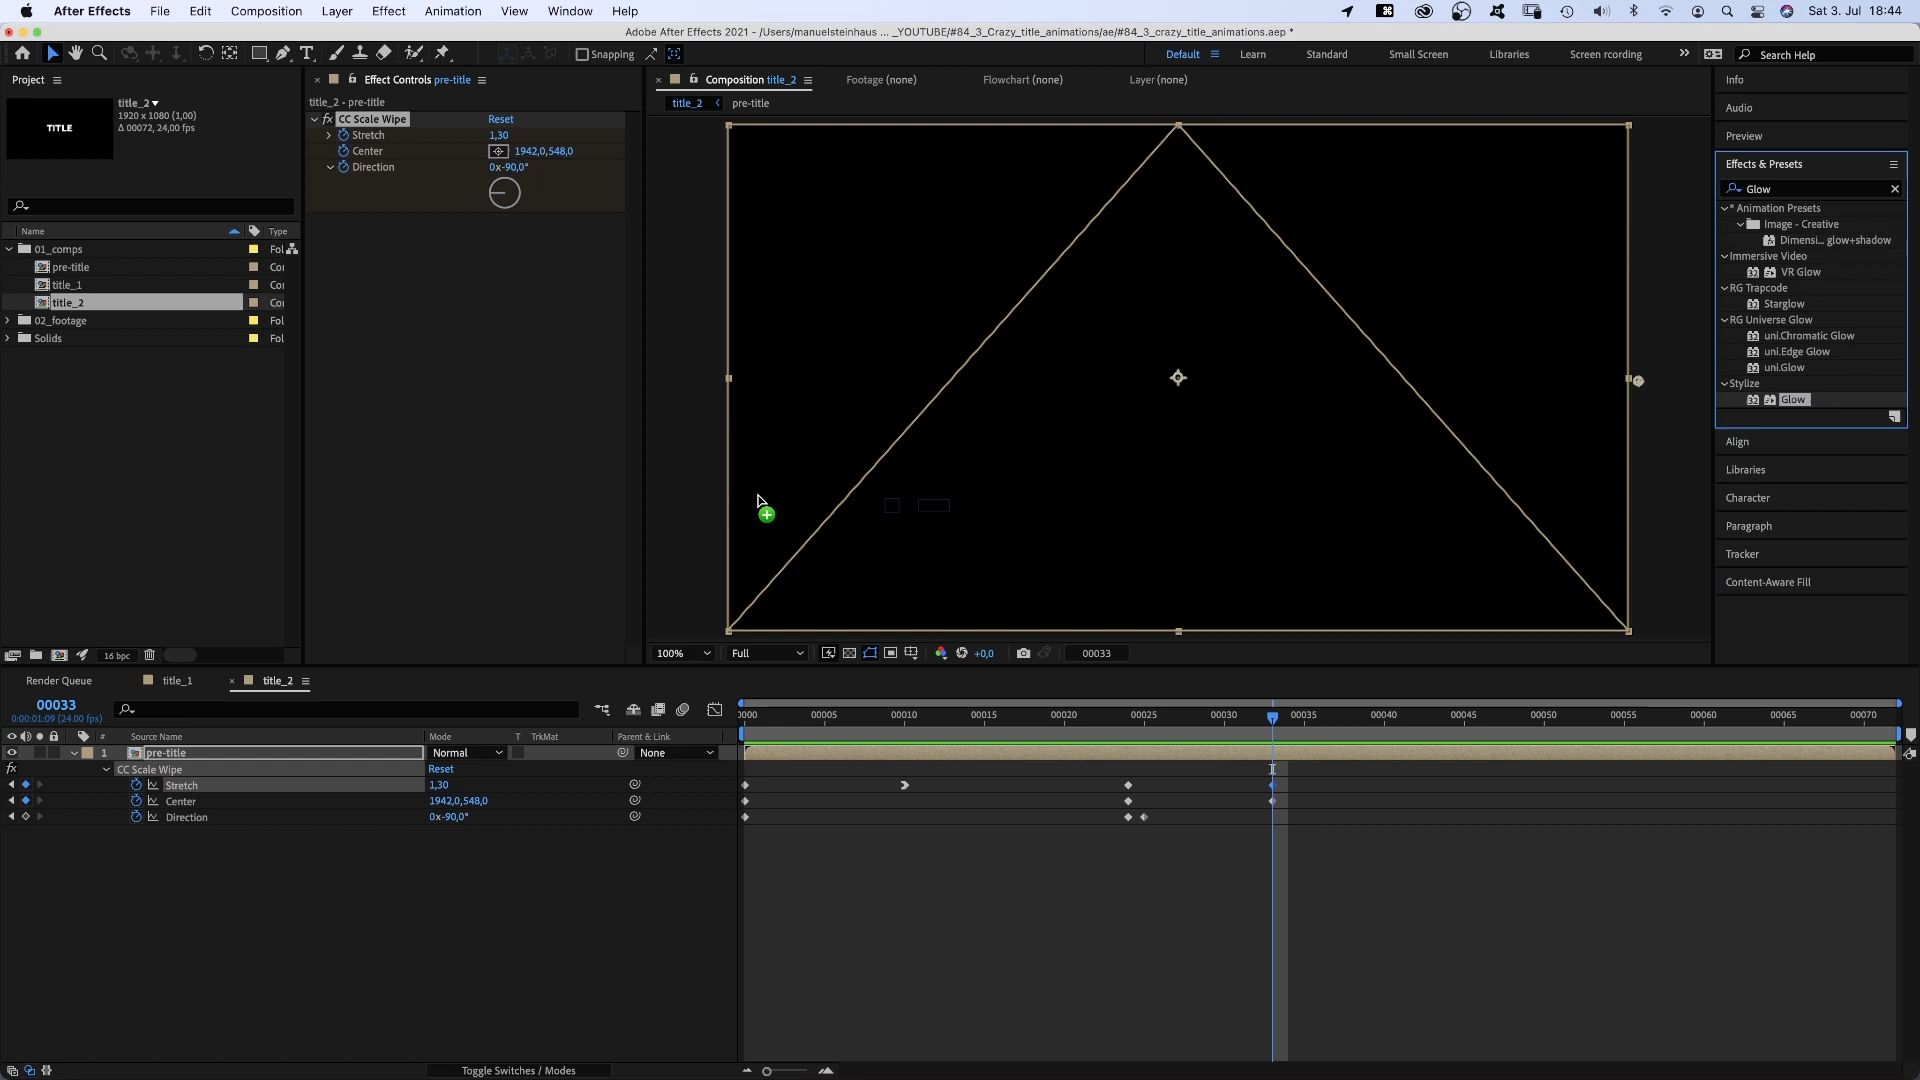 After Effects File Edit Composition Layer Effect Animation View Window Help Sat 3. Jul 18:44
Adobe After Effects 2021 - /Users/manuelsteinhaus ... _YOUTUBE/#84_3_Crazy_title_animations/ae/#84_3_crazy_title_animations.aep *
Snapping Default Learn Standard Small Screen Libraries Screen recording Search Help
Project
title_2
1920 x 1080 (1,00)
Δ 00072, 24,00 fps)
TITLE
Name Type
01_comps Fol
pre-title Coı
title_1 Coı
title_2 Coı
02_footage Fol
Solids Fol
16 bpc
Effect Controls pre-title
title_2 - pre-title
fx CC Scale Wipe Reset
Stretch 1,30
Center 1942,0,548,0
Direction 0x-90,0°
Composition title_2 Footage (none) Flowchart (none) Layer (none)
title_2 pre-title
100% Full +0,0 00033
Info
Audio
Preview
Effects & Presets
Glow
* Animation Presets
Image - Creative
Dimensi... glow+shadow
Immersive Video
VR Glow
RG Trapcode
Starglow
RG Universe Glow
uni.Chromatic Glow
uni.Edge Glow
uni.Glow
Stylize
Glow
Align
Libraries
Character
Paragraph
Tracker
Content-Aware Fill
Render Queue title_1 title_2
00033
0:00:01:09 (24.00 fps)
0000 00005 00010 00015 00020 00025 00030 00035 00040 00045 00050 00055 00060 00065 00070
# Source Name Mode T TrkMat Parent & Link
1 pre-title Normal None
fx CC Scale Wipe Reset
Stretch 1,30
Center 1942,0,548,0
Direction 0x-90,0°
Toggle Switches / Modes